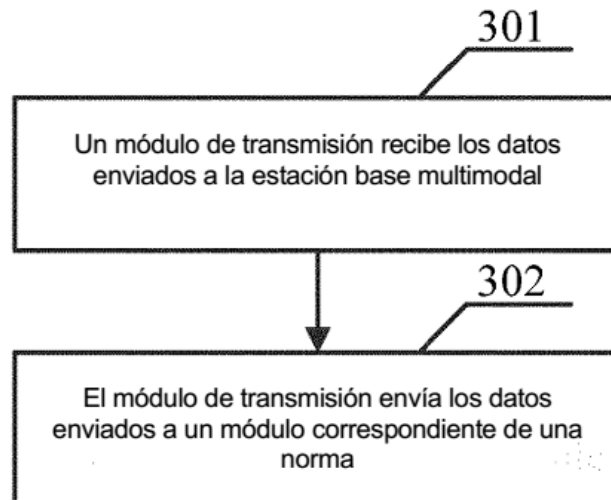 301
Un módulo de transmisión recibe los datos
enviados a la estación base multimodal
302
El módulo de transmisión envía los datos
enviados a un módulo correspondiente de una
norma